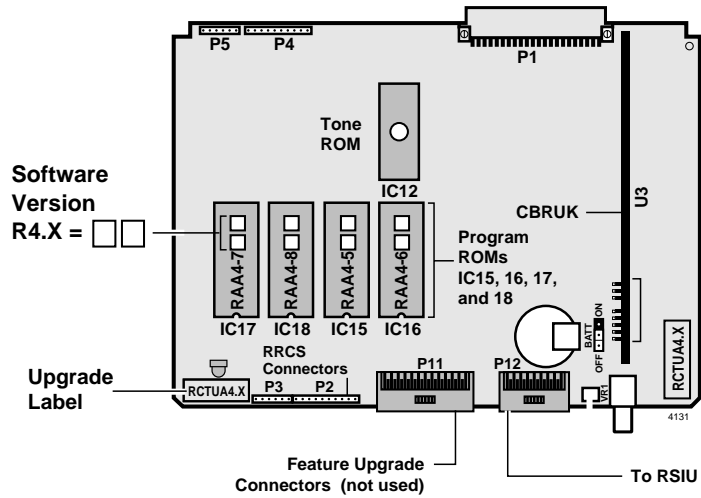 P5
P4
P1
Tone
ROM
IC12
Software
Version
R4.X =
CBRUK
U3
RAA4-7
RAA4-8
RAA4-5
RAA4-6
Program
ROMs
IC15, 16, 17,
and 18
IC17
IC18
IC15
IC16
BATT
OFF
ON
RRCS
Connectors
P11
P12
Upgrade
Label
RCTUA4.X
P3
P2
VR1
RCTUA4.X
4131
Feature Upgrade
Connectors (not used)
To RSIU